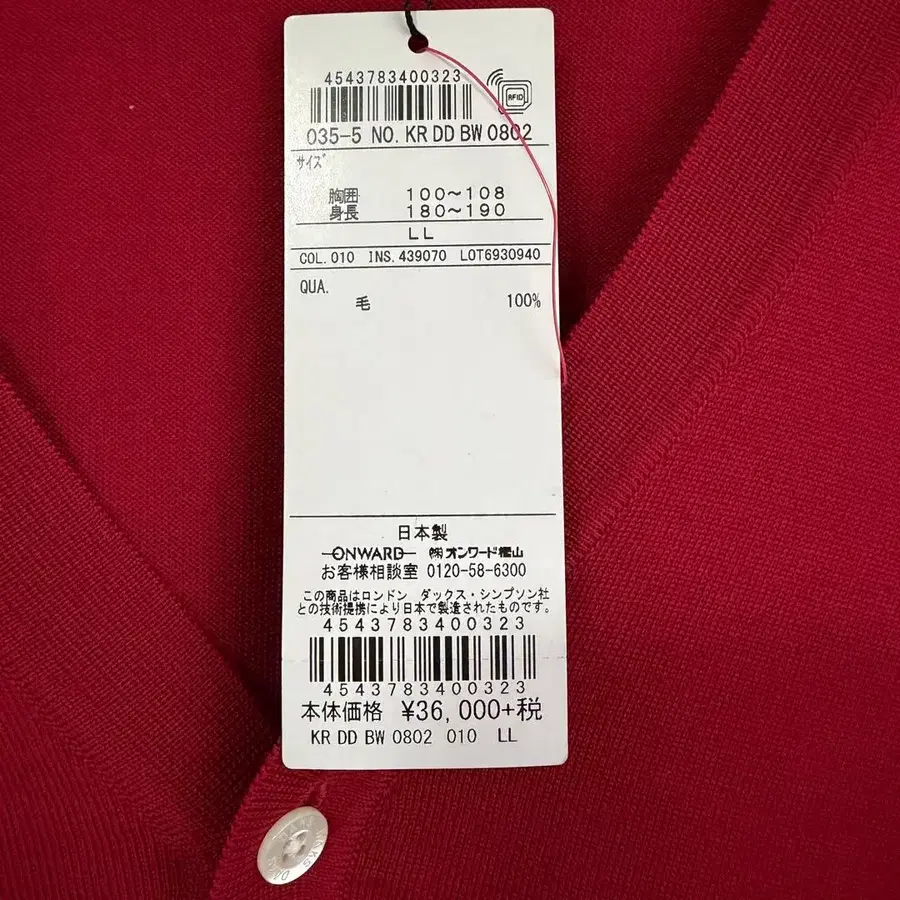 4543783400323
RFID
035-5 NO. KR DD BW 0802
サイズ
胸囲 100～108
身長 180～190
LL
COL.010 INS.439070 LOT6930940
QUA.
毛 100%
日本製
ONWARD ㈱オンワード樫山
お客様相談室 0120-58-6300
この商品はロンドン ダックス・シンプソン社
との技術提携により日本で製造されたものです。
4543783400323
4543783400323
本体価格 ¥36,000+税
KR DD BW 0802 010 LL
DAKS DAKS